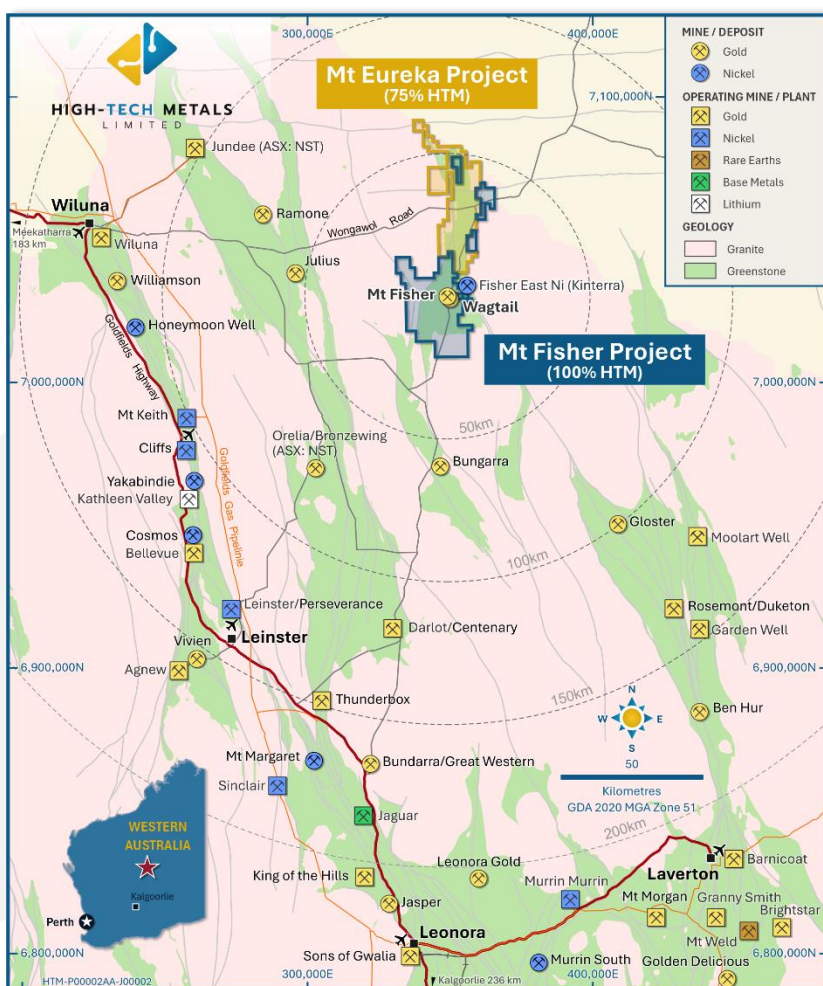 300,000E
400,000E
HIGH-TECH METALS
LIMITED
Mt Eureka Project
(75% HTM)
MINE / DEPOSIT
Gold
Nickel
OPERATING MINE / PLANT
Gold
Nickel
Rare Earths
Base Metals
Lithium
GEOLOGY
Granite
Greenstone
7,100,000N
Jundee (ASX: NST)
Wiluna
Meekatharra
183 km
Wiluna
Ramone
Wongawol Road
Julius
Williamson
Fisher East Ni (Kinterra)
Mt Fisher
Wagtail
Honeymoon Well
Goldfields Highway
Mt Fisher Project
(100% HTM)
7,000,000N
7,000,000N
Mt Keith
Cliffs
50km
Orelia/Bronzewing
(ASX: NST)
Bungarra
Goldfields Gas Pipelinie
Yakabindie
Kathleen Valley
Cosmos
Bellevue
Gloster
Moolart Well
100km
Leinster/Perseverance
Leinster
Rosemont/Duketon
Darlot/Centenary
Garden Well
Vivien
Agnew
6,900,000N
6,900,000N
Thunderbox
150km
Ben Hur
N
W E
S
50
Kilometres
GDA 2020 MGA Zone 51
Mt Margaret
Bundarra/Great Western
Sinclair
Jaguar
200km
WESTERN
AUSTRALIA
Kalgoorlie
Perth
Leonora Gold
Laverton
Barnicoat
King of the Hills
Murrin Murrin
Jasper
Mt Morgan
Granny Smith
Brightstar
Leonora
Mt Weld
Sons of Gwalia
6,800,000N
Murrin South
Golden Delicious
Kalgoorlie 236 km
HTM-P00002AA-J00002
300,000E
400,000E